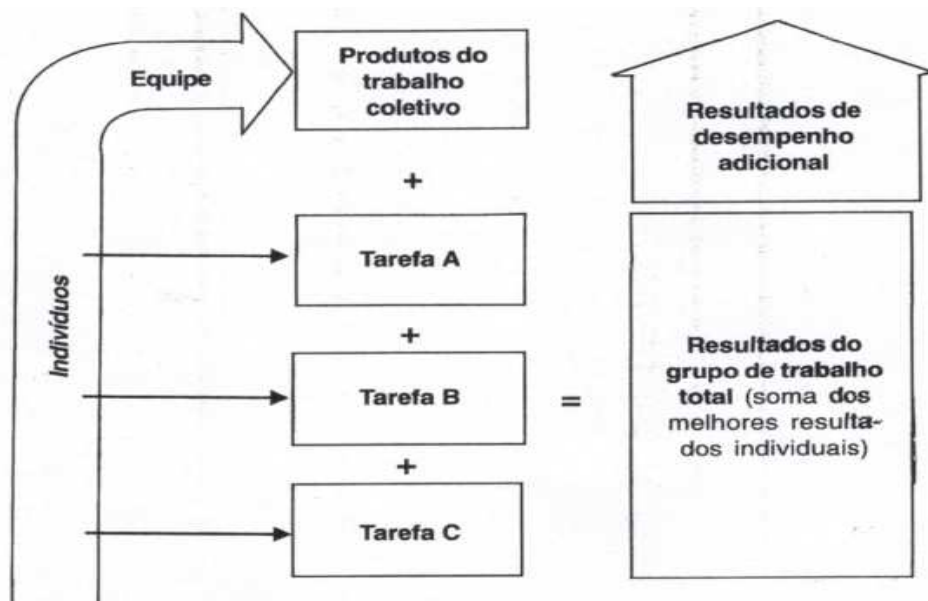 Equipe
Produtos do
trabalho
coletivo
+
Tarefa A
+
Tarefa B
+
Tarefa C
Indivíduos
=
Resultados de
desempenho
adicional
Resultados do
grupo de trabalho
total (soma dos
melhores resulta-
dos individuais)